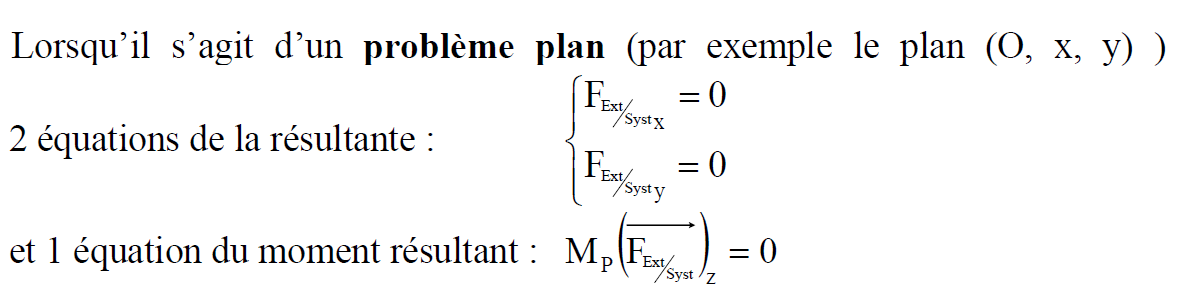 Lorsqu'il s'agit d'un problème plan (par exemple le plan (O, x, y) )
2 équations de la résultante : { F Ext/Syst X = 0
F Ext/Syst y = 0
et 1 équation du moment résultant : M P (F Ext/Syst) Z = 0